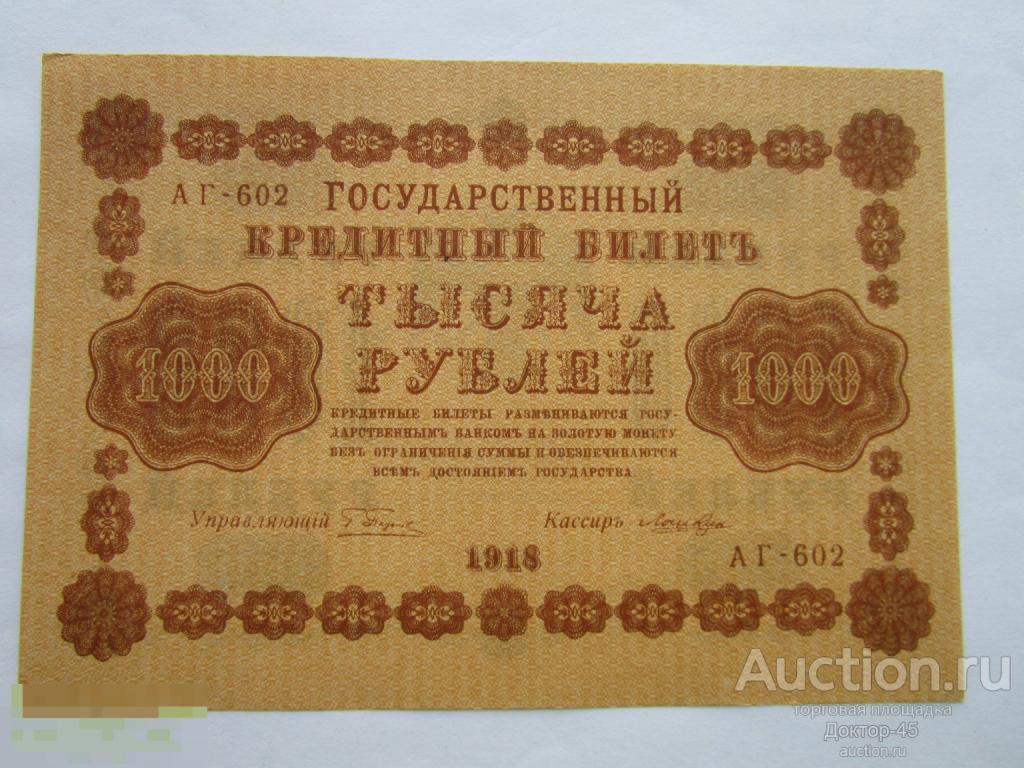 АГ-602 ГОСУДАРСТВЕННЫЙ
КРЕДИТНЫЙ БИЛЕТЪ
ТЫСЯЧА
РУБЛЕЙ
1000 1000
КРЕДИТНЫЕ БИЛЕТЫ РАЗМѢНИВАЮТСЯ ГОСУ-
ДАРСТВЕННЫМЪ БАНКОМЪ НА ЗОЛОТУЮ МОНЕТУ
БЕЗЪ ОГРАНИЧЕНІЯ СУММЫ И ОБЕЗПЕЧИВАЮТСЯ
ВСѢМЪ ДОСТОЯНІЕМЪ ГОСУДАРСТВА.
Управляющій Кассиръ
1918
АГ-602
Auction.ru
торговая площадка
Доктор-45
auction.ru